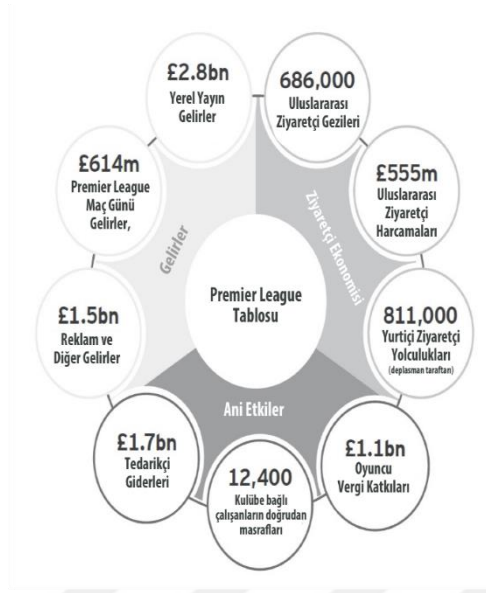 £2.8bn
Yerel Yayın
Gelirler
686,000
Uluslararası
Ziyaretçi Gezileri
£614m
Premier League
Maç Günü
Gelirler,
£555m
Uluslararası
Ziyaretçi
Harcamaları
Gelirler
Ziyaretçi Ekonomisi
Premier League
Tablosu
£1.5bn
Reklam ve
Diğer Gelirler
811,000
Yurtiçi Ziyaretçi
Yolculukları
(deplasman taraftarı)
Ani Etkiler
£1.7bn
Tedarikçi
Giderleri
12,400
Kulübe bağlı
çalışanların doğrudan
masrafları
£1.1bn
Oyuncu
Vergi Katkıları